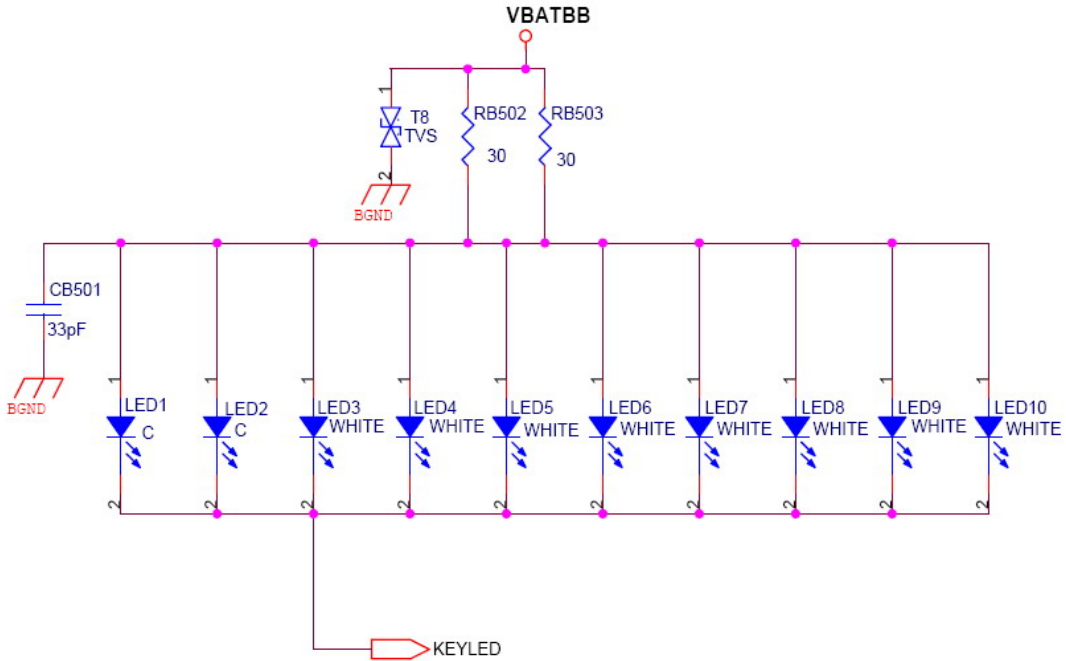 VBATBB
1
T8
TVS
2
BGND
RB502
30
RB503
30
CB501
33pF
BGND
1
LED1
C
2
1
LED2
C
2
1
LED3
WHITE
2
1
LED4
WHITE
2
1
LED5
WHITE
2
1
LED6
WHITE
2
1
LED7
WHITE
2
1
LED8
WHITE
2
1
LED9
WHITE
2
1
LED10
WHITE
2
KEYLED